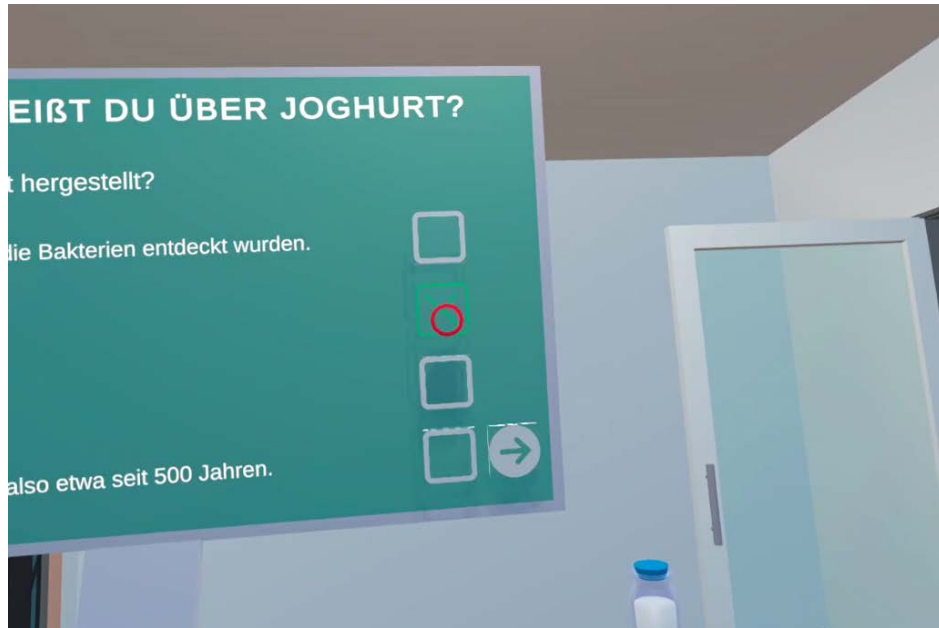 EIßT DU ÜBER JOGHURT?
t hergestellt?
die Bakterien entdeckt wurden.
also etwa seit 500 Jahren.